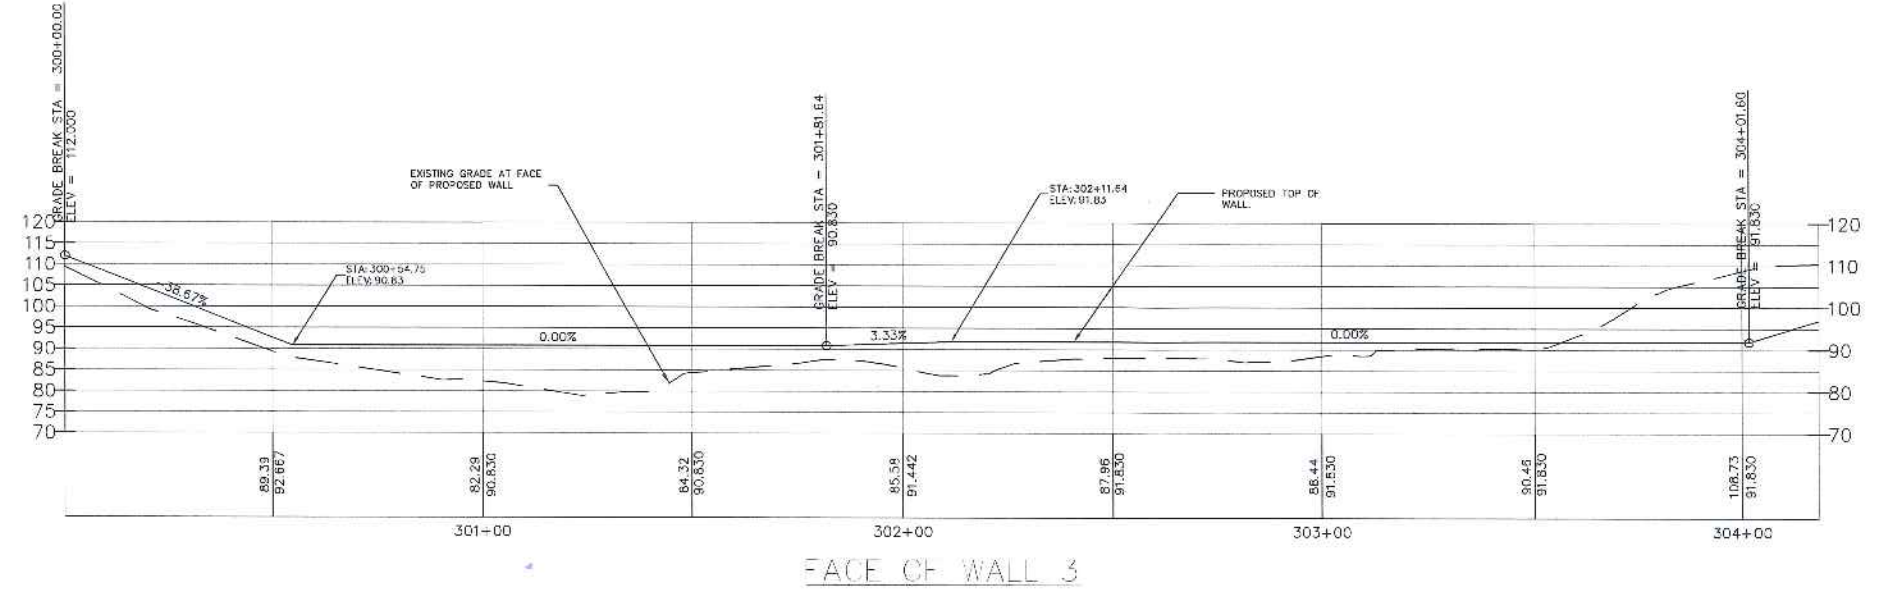 GRADE BREAK STA = 300+00.00
ELEV = 112.000
GRADE BREAK STA = 301+81.64
ELEV = 90.830
GRADE BREAK STA = 304+01.60
ELEV = 91.830
EXISTING GRADE AT FACE
OF PROPOSED WALL
STA: 302+11.64
ELEV: 91.83
PROPOSED TOP OF
WALL.
STA: 300+54.75
ELEV: 90.83
-38.67%
0.00%
3.33%
0.00%
120
115
110
105
100
95
90
85
80
75
70
120
110
100
90
80
70
89.39
92.667
82.29
90.830
84.32
90.830
85.58
91.442
87.96
91.830
88.44
91.830
90.46
91.830
108.73
91.830
301+00
302+00
303+00
304+00
FACE OF WALL 3